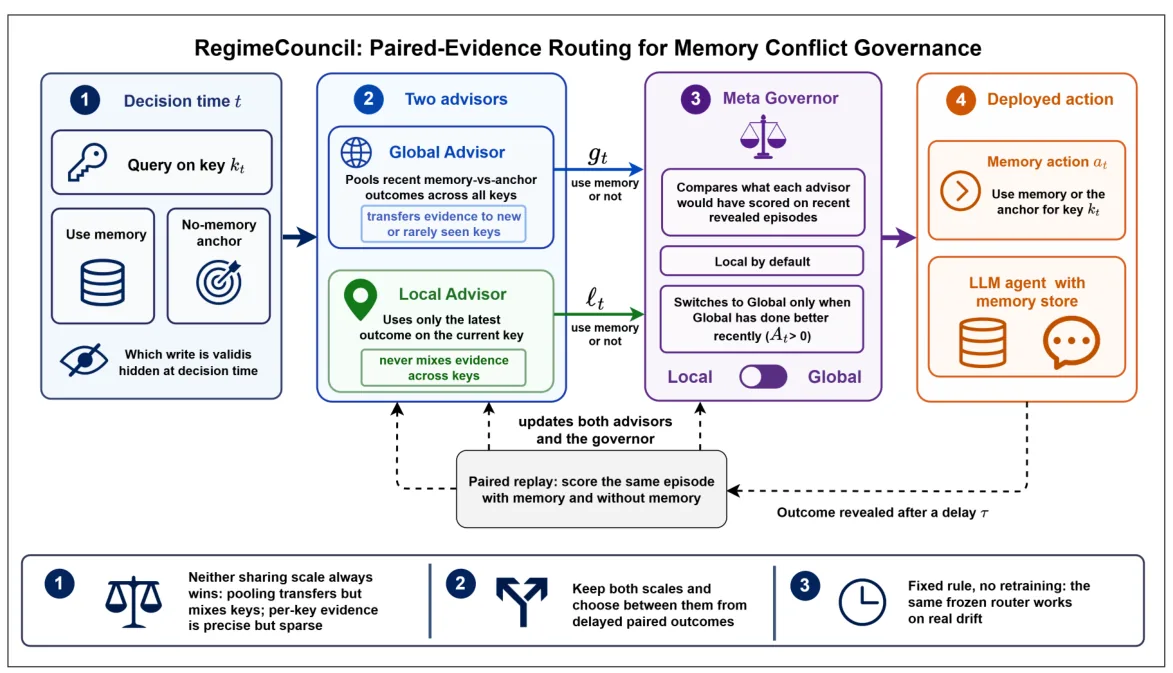 RegimeCouncil: Paired-Evidence Routing for Memory Conflict Governance
1
Decision time t
Query on key kₜ
Use memory
No-memory
anchor
Which write is validis
hidden at decision time
2
Two advisors
Global Advisor
Pools recent memory-vs-anchor
outcomes across all keys
transfers evidence to new
or rarely seen keys
Local Advisor
Uses only the latest
outcome on the current key
never mixes evidence
across keys
gₜ
use memory
or not
ℓₜ
use memory
or not
3
Meta Governor
Compares what each advisor
would have scored on recent
revealed episodes
Local by default
Switches to Global only when
Global has done better
recently (Aₜ > 0)
Local
Global
4
Deployed action
Memory action aₜ
Use memory or the
anchor for key kₜ
LLM agent with
memory store
updates both advisors
and the governor
Paired replay: score the same episode
with memory and without memory
Outcome revealed after a delay τ
1
Neither sharing scale always
wins: pooling transfers but
mixes keys; per-key evidence
is precise but sparse
2
Keep both scales and
choose between them from
delayed paired outcomes
3
Fixed rule, no retraining: the
same frozen router works
on real drift